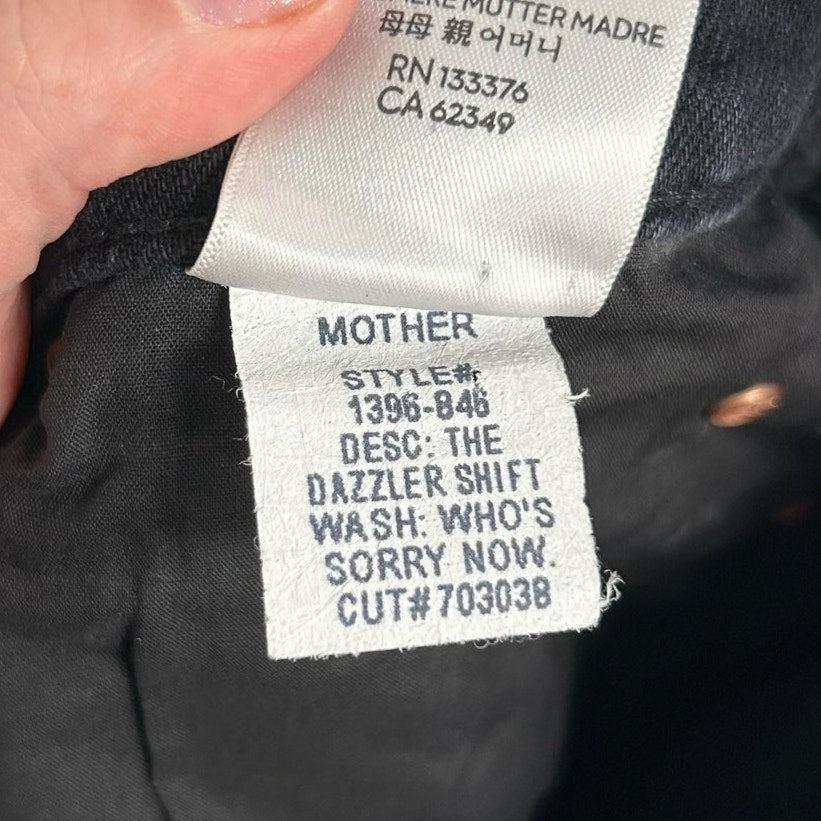 MUTTER MADRE
母母 親 어머니
RN 133376
CA 62349
MOTHER
STYLE#:
1396-846
DESC: THE
DAZZLER SHIFT
WASH: WHO'S
SORRY NOW.
CUT#703038